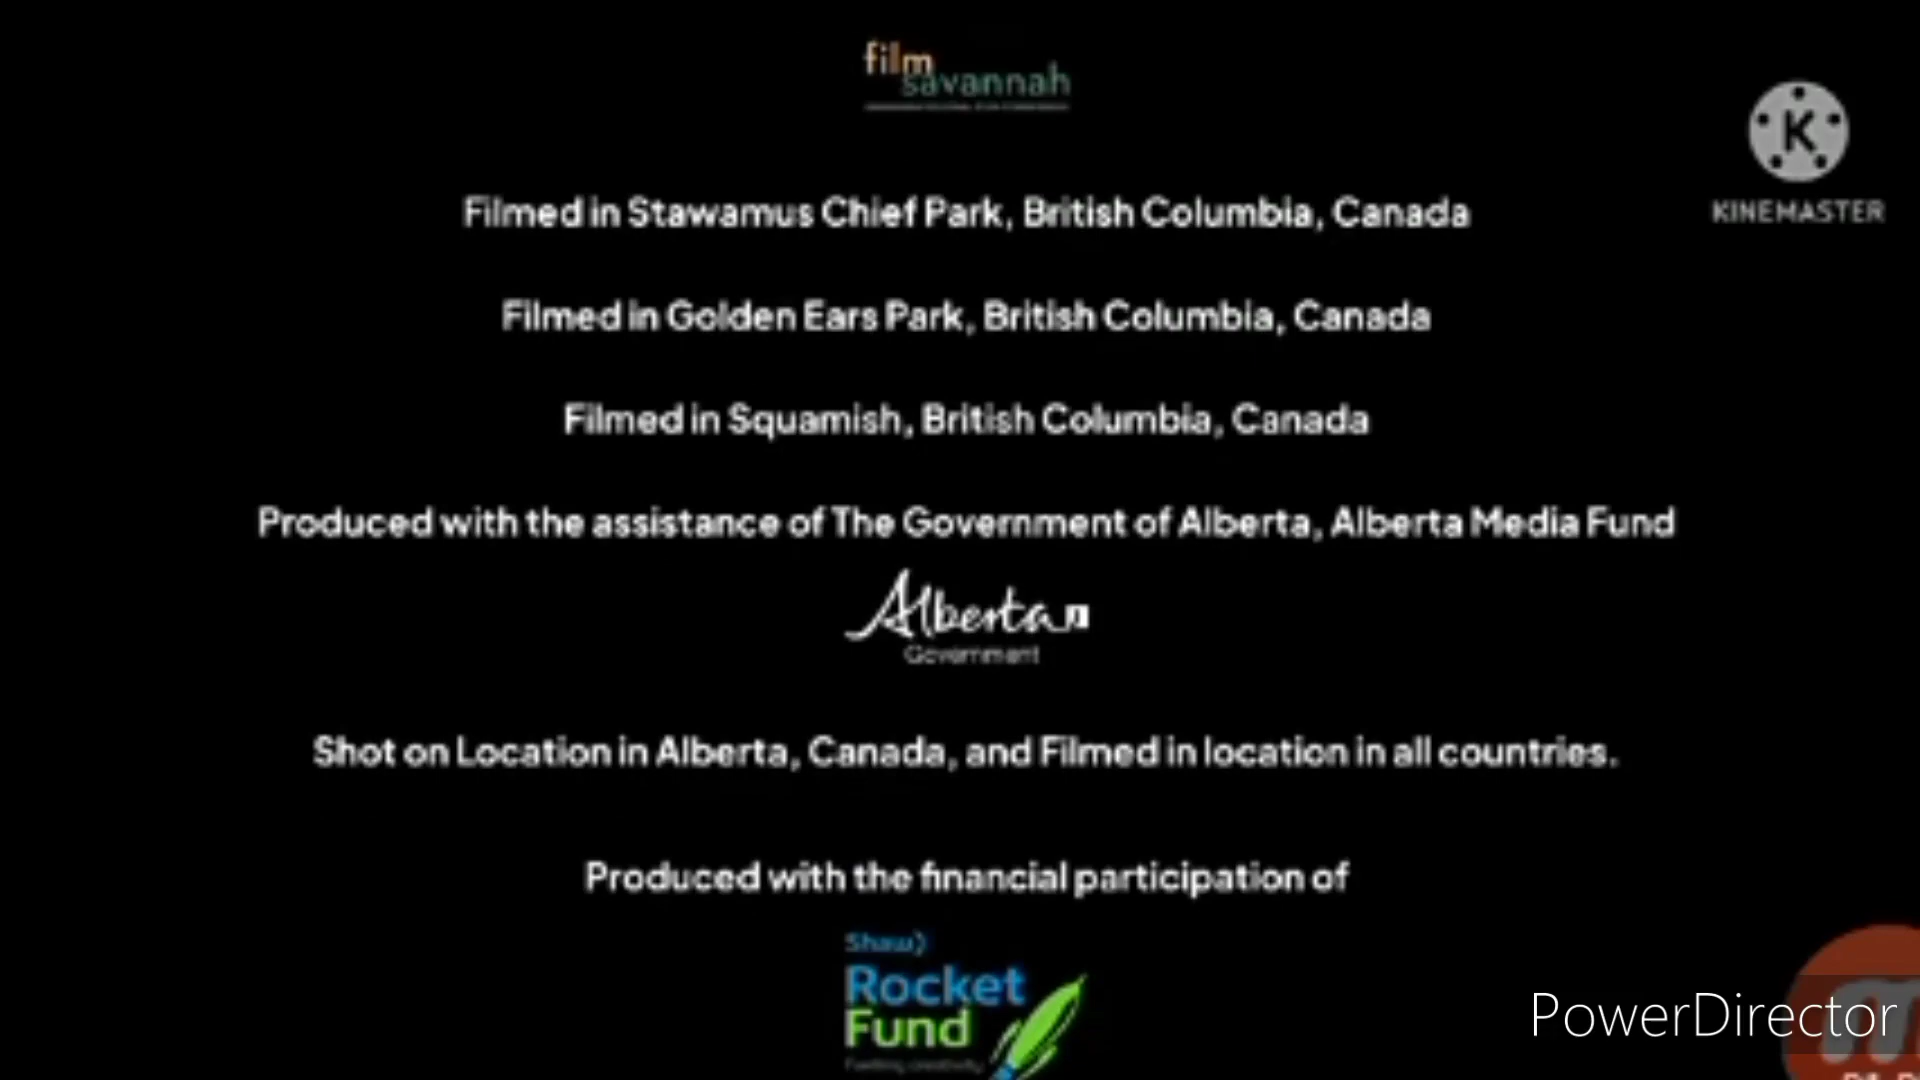 film
savannah
K
KINEMASTER
Filmed in Stawamus Chief Park, British Columbia, Canada
Filmed in Golden Ears Park, British Columbia, Canada
Filmed in Squamish, British Columbia, Canada
Produced with the assistance of The Government of Alberta, Alberta Media Fund
Alberta
Government
Shot on Location in Alberta, Canada, and Filmed in location in all countries.
Produced with the financial participation of
Shaw)
Rocket
Fund
PowerDirector